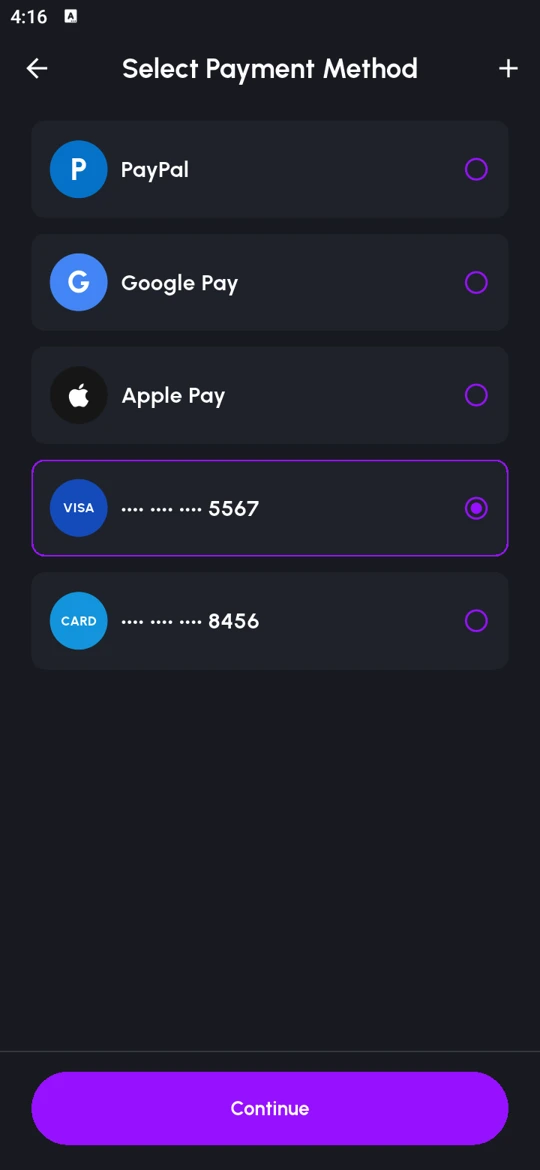 4:16
A
Select Payment Method
P PayPal
G Google Pay
Apple Pay
VISA •••• •••• •••• 5567
CARD •••• •••• •••• 8456
Continue